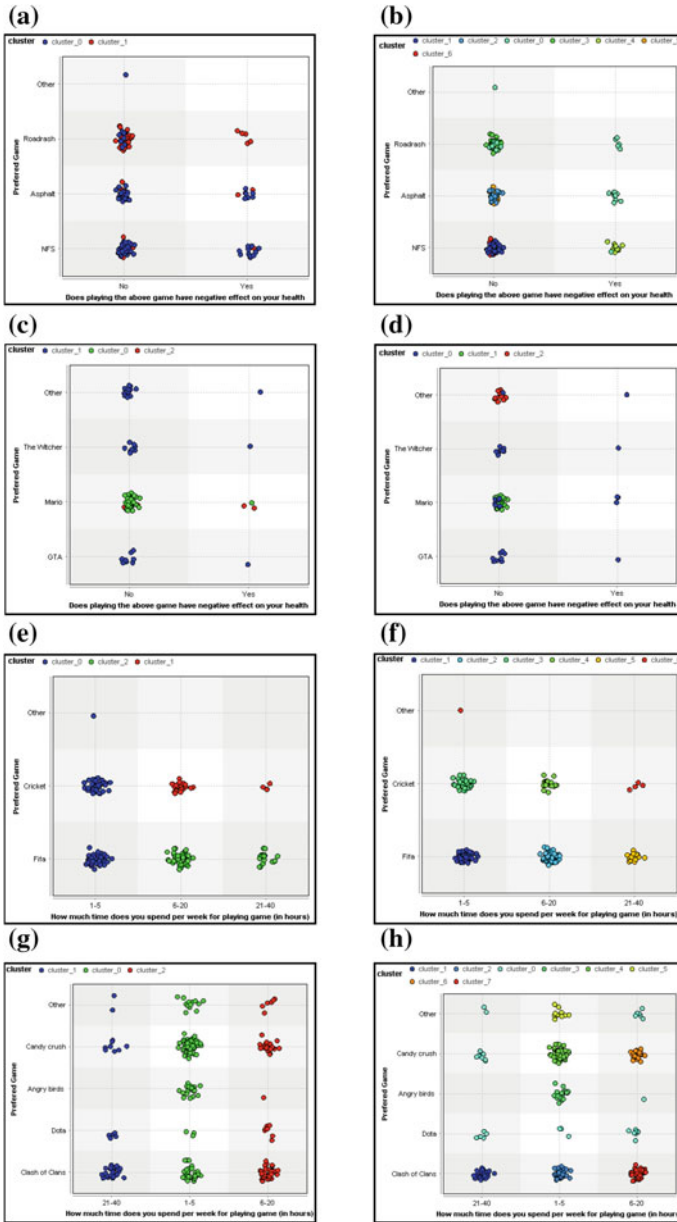 (a)
cluster cluster_0 cluster_1
Prefered Game
Other
Roadrash
Asphalt
NFS
No Yes
Does playing the above game have negative effect on your health
(b)
cluster cluster_1 cluster_2 cluster_0 cluster_3 cluster_4
cluster_6
Prefered Game
Other
Roadrash
Asphalt
NFS
No Yes
Does playing the above game have negative effect on your health
(c)
cluster cluster_1 cluster_0 cluster_2
Prefered Game
Other
The Witcher
Mario
GTA
No Yes
Does playing the above game have negative effect on your health
(d)
cluster cluster_0 cluster_1 cluster_2
Prefered Game
Other
The Witcher
Mario
GTA
No Yes
Does playing the above game have negative effect on your health
(e)
cluster cluster_0 cluster_2 cluster_1
Prefered Game
Other
Cricket
Fifa
1-5 6-20 21-40
How much time does you spend per week for playing game (in hours)
(f)
cluster cluster_1 cluster_2 cluster_3 cluster_4 cluster_5
Prefered Game
Other
Cricket
Fifa
1-5 6-20 21-40
How much time does you spend per week for playing game (in hours)
(g)
cluster cluster_1 cluster_0 cluster_2
Prefered Game
Other
Candy crush
Angry birds
Dota
Clash of Clans
21-40 1-5 6-20
How much time does you spend per week for playing game (in hours)
(h)
cluster cluster_1 cluster_2 cluster_0 cluster_3 cluster_4 cluster_5
cluster_6 cluster_7
Prefered Game
Other
Candy crush
Angry birds
Dota
Clash of Clans
21-40 1-5 6-20
How much time does you spend per week for playing game (in hours)